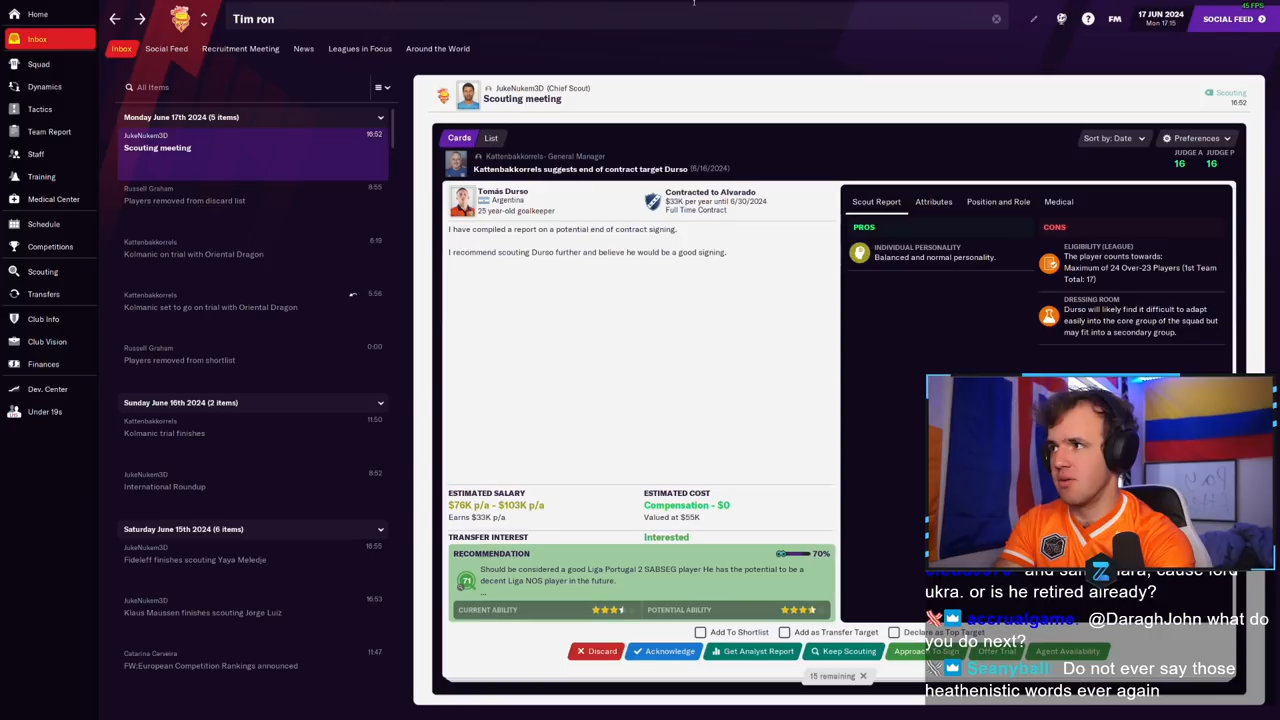 45 FPS
Home
Tim ron
17 JUN 2024
Mon 17:15
FM
SOCIAL FEED
Inbox
Squad
Dynamics
Tactics
Team Report
Staff
Training
Medical Center
Schedule
Competitions
Scouting
Transfers
Club Info
Club Vision
Finances
Dev. Center
Under 19s
Inbox
Social Feed
Recruitment Meeting
News
Leagues in Focus
Around the World
All Items
Monday June 17th 2024 (5 items)
JukeNukem3D 16:52
Scouting meeting
Russell Graham 8:55
Players removed from discard list
Kattenbakkorrels 8:19
Kolmanic on trial with Oriental Dragon
Kattenbakkorrels 5:56
Kolmanic set to go on trial with Oriental Dragon
Russell Graham 0:00
Players removed from shortlist
Sunday June 16th 2024 (2 items)
Kattenbakkorrels 11:50
Kolmanic trial finishes
JukeNukem3D 8:52
International Roundup
Saturday June 15th 2024 (6 items)
JukeNukem3D 16:55
Fideleff finishes scouting Yaya Meledje
JukeNukem3D 16:53
Klaus Maussen finishes scouting Jorge Luiz
Catarina Cerveira 11:47
FW:European Competition Rankings announced
JukeNukem3D (Chief Scout)
Scouting meeting
Scouting
16:52
Cards
List
Sort by: Date
Preferences
Kattenbakkorrels- General Manager
Kattenbakkorrels suggests end of contract target Durso (6/16/2024)
JUDGE A
16
JUDGE P
16
Tomás Durso
Argentina
25 year-old goalkeeper
Contracted to Alvarado
$33K per year until 6/30/2024
Full Time Contract
I have compiled a report on a potential end of contract signing.
I recommend scouting Durso further and believe he would be a good signing.
ESTIMATED SALARY
$76K p/a - $103K p/a
Earns $33K p/a
ESTIMATED COST
Compensation - $0
Valued at $55K
TRANSFER INTEREST
Interested
RECOMMENDATION
70%
71
Should be considered a good Liga Portugal 2 SABSEG player He has the potential to be a
decent Liga NOS player in the future.
...
CURRENT ABILITY
POTENTIAL ABILITY
Scout Report
Attributes
Position and Role
Medical
PROS
INDIVIDUAL PERSONALITY
Balanced and normal personality.
CONS
ELIGIBILITY (LEAGUE)
The player counts towards:
Maximum of 24 Over-23 Players (1st Team
Total: 17)
DRESSING ROOM
Durso will likely find it difficult to adapt
easily into the core group of the squad but
may fit into a secondary group.
Add To Shortlist
Add as Transfer Target
Declare as Top Target
Discard
Acknowledge
Get Analyst Report
Keep Scouting
Approach To Sign
Offer Trial
Agent Availability
15 remaining
ukra. or is he retired already?
accrualgame: @DaraghJohn what do
you do next?
Seanyball: Do not ever say those
heathenistic words ever again